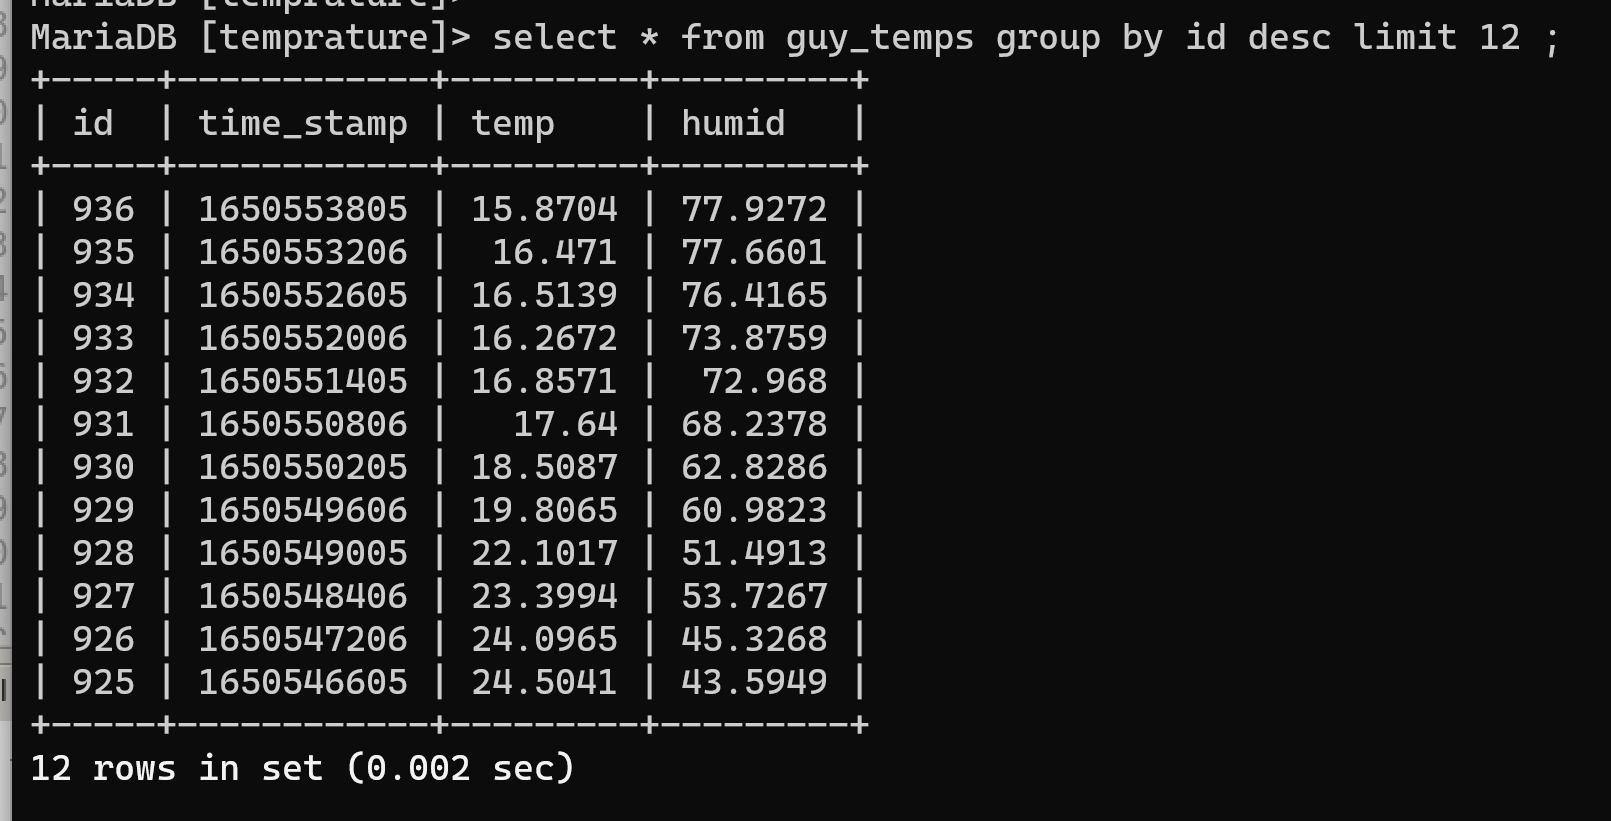 MariaDB [temprature]>
MariaDB [temprature]> select * from guy_temps group by id desc limit 12 ;
+-----+------------+---------+---------+
| id  | time_stamp | temp    | humid   |
+-----+------------+---------+---------+
| 936 | 1650553805 | 15.8704 | 77.9272 |
| 935 | 1650553206 |  16.471 | 77.6601 |
| 934 | 1650552605 | 16.5139 | 76.4165 |
| 933 | 1650552006 | 16.2672 | 73.8759 |
| 932 | 1650551405 | 16.8571 |  72.968 |
| 931 | 1650550806 |   17.64 | 68.2378 |
| 930 | 1650550205 | 18.5087 | 62.8286 |
| 929 | 1650549606 | 19.8065 | 60.9823 |
| 928 | 1650549005 | 22.1017 | 51.4913 |
| 927 | 1650548406 | 23.3994 | 53.7267 |
| 926 | 1650547206 | 24.0965 | 45.3268 |
| 925 | 1650546605 | 24.5041 | 43.5949 |
+-----+------------+---------+---------+
12 rows in set (0.002 sec)